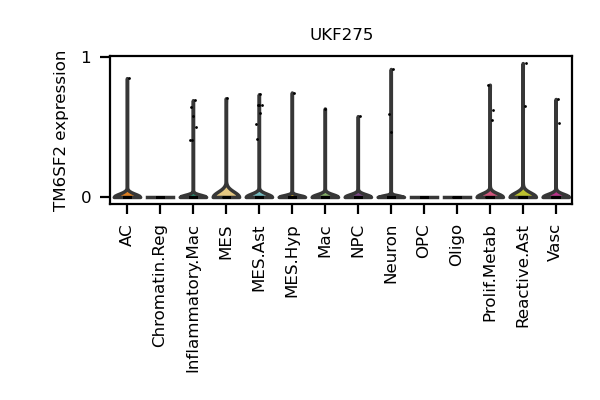 UKF275
TM6SF2 expression
1
0
AC
Chromatin.Reg
Inflammatory.Mac
MES
MES.Ast
MES.Hyp
Mac
NPC
Neuron
OPC
Oligo
Prolif.Metab
Reactive.Ast
Vasc